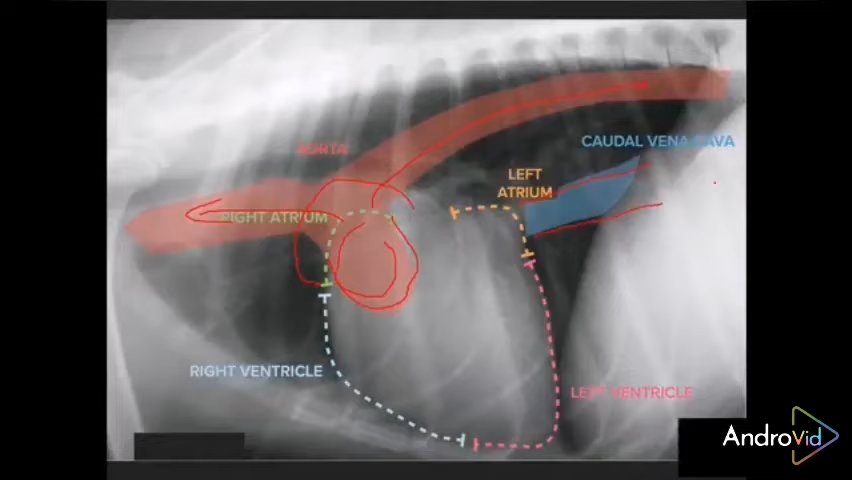 AORTA
CAUDAL VENA CAVA
LEFT
ATRIUM
RIGHT ATRIUM
RIGHT VENTRICLE
LEFT VENTRICLE
AndroVid